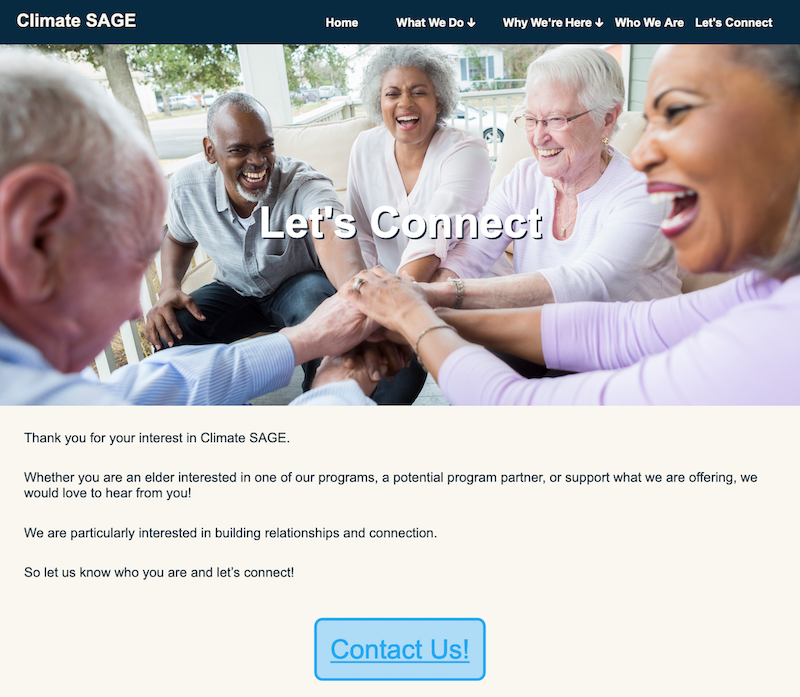 Climate SAGE
Home What We Do ↓ Why We're Here ↓ Who We Are Let's Connect
Let's Connect
Thank you for your interest in Climate SAGE.
Whether you are an elder interested in one of our programs, a potential program partner, or support what we are offering, we
would love to hear from you!
We are particularly interested in building relationships and connection.
So let us know who you are and let’s connect!
Contact Us!